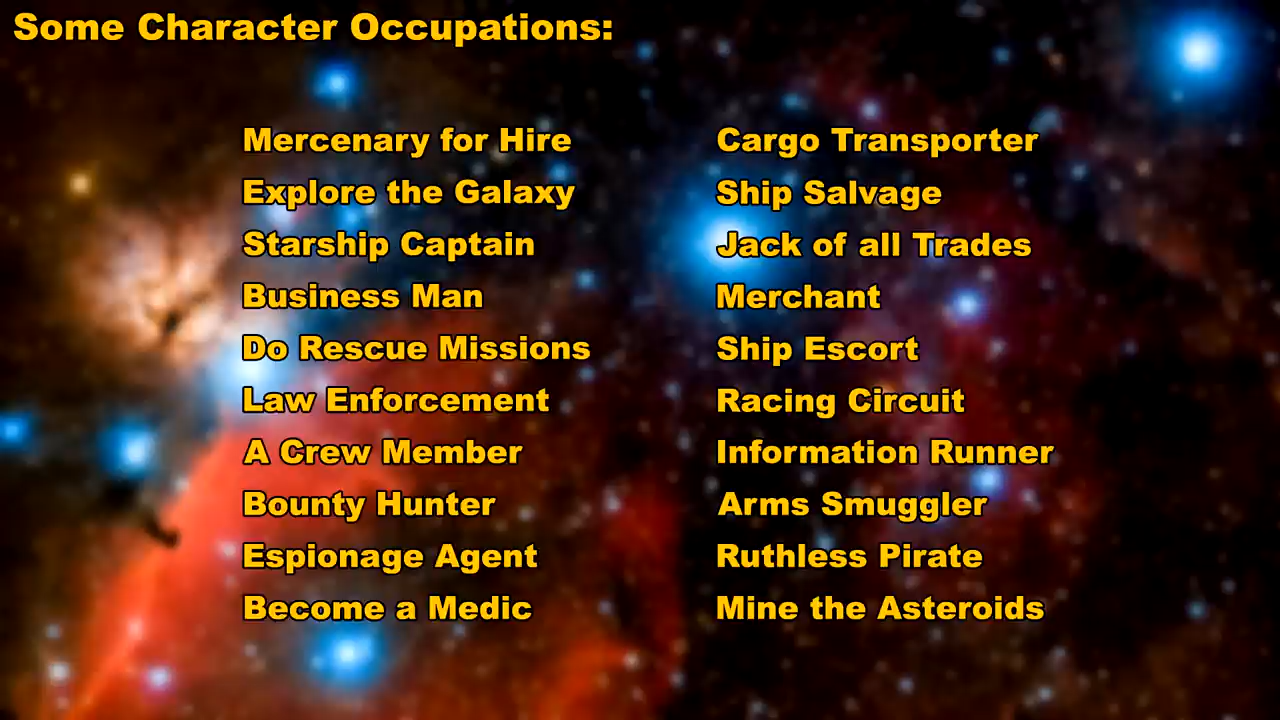 Some Character Occupations:
Mercenary for Hire
Explore the Galaxy
Starship Captain
Business Man
Do Rescue Missions
Law Enforcement
A Crew Member
Bounty Hunter
Espionage Agent
Become a Medic
Cargo Transporter
Ship Salvage
Jack of all Trades
Merchant
Ship Escort
Racing Circuit
Information Runner
Arms Smuggler
Ruthless Pirate
Mine the Asteroids